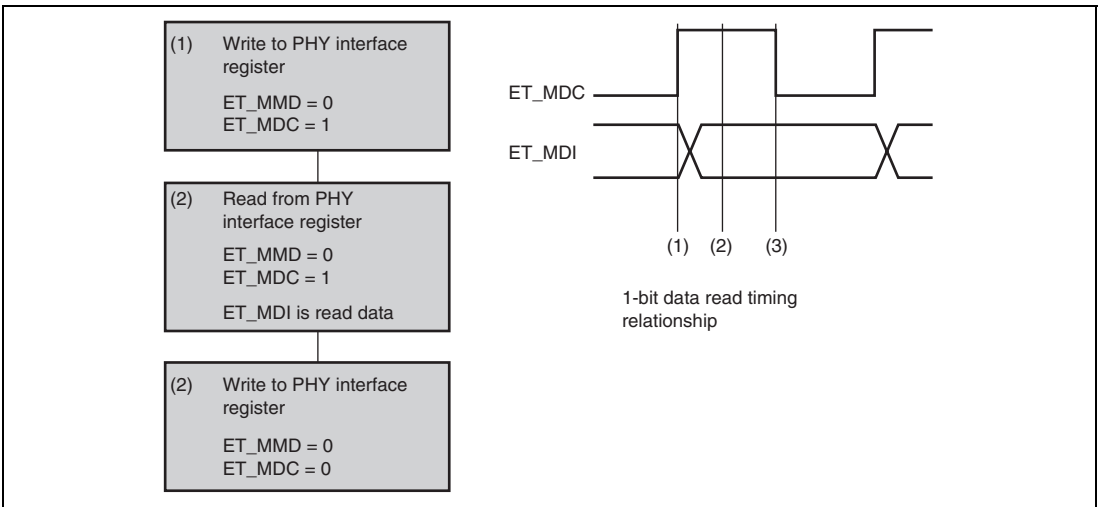 (1) Write to PHY interface
register
ET_MMD = 0
ET_MDC = 1
(2) Read from PHY
interface register
ET_MMD = 0
ET_MDC = 1
ET_MDI is read data
(2) Write to PHY interface
register
ET_MMD = 0
ET_MDC = 0
ET_MDC
ET_MDI
(1) (2) (3)
1-bit data read timing
relationship